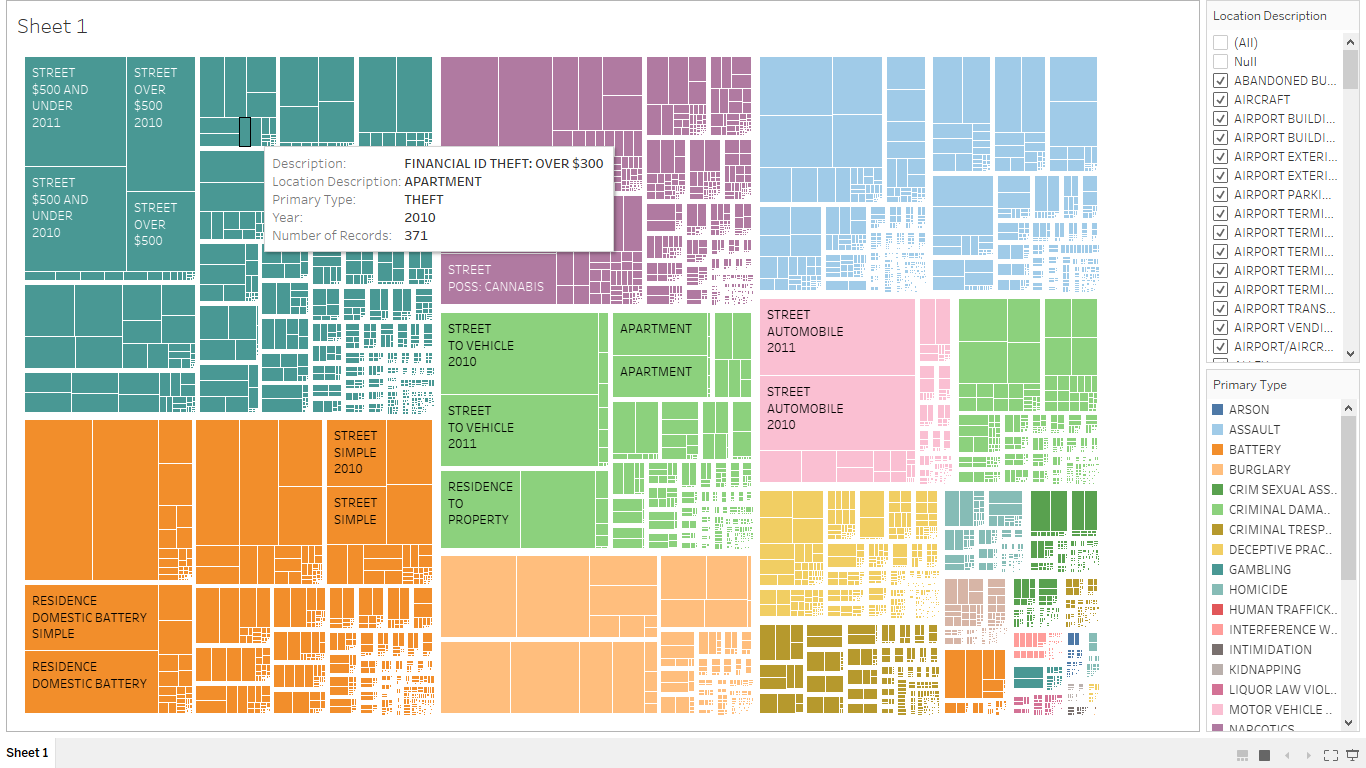 Sheet 1
STREET
$500 AND
UNDER
2011
STREET
OVER
$500
2010
STREET
$500 AND
UNDER
2010
STREET
OVER
$500
Description: FINANCIAL ID THEFT: OVER $300
Location Description: APARTMENT
Primary Type: THEFT
Year: 2010
Number of Records: 371
STREET
POSS: CANNABIS
STREET
TO VEHICLE
2010
STREET
TO VEHICLE
2011
APARTMENT
APARTMENT
RESIDENCE
TO
PROPERTY
STREET
AUTOMOBILE
2011
STREET
AUTOMOBILE
2010
STREET
SIMPLE
2010
STREET
SIMPLE
RESIDENCE
DOMESTIC BATTERY
SIMPLE
RESIDENCE
DOMESTIC BATTERY
Location Description
(All)
Null
ABANDONED BU...
AIRCRAFT
AIRPORT BUILDI...
AIRPORT BUILDI...
AIRPORT EXTERI...
AIRPORT EXTERI...
AIRPORT PARKI...
AIRPORT TERMI...
AIRPORT TERMI...
AIRPORT TERMI...
AIRPORT TERMI...
AIRPORT TERMI...
AIRPORT TRANS...
AIRPORT VENDI...
AIRPORT/AIRCR...
Primary Type
ARSON
ASSAULT
BATTERY
BURGLARY
CRIM SEXUAL ASS..
CRIMINAL DAMA..
CRIMINAL TRESP..
DECEPTIVE PRAC..
GAMBLING
HOMICIDE
HUMAN TRAFFICK..
INTERFERENCE W..
INTIMIDATION
KIDNAPPING
LIQUOR LAW VIOL..
MOTOR VEHICLE ..
NARCOTICS
Sheet 1